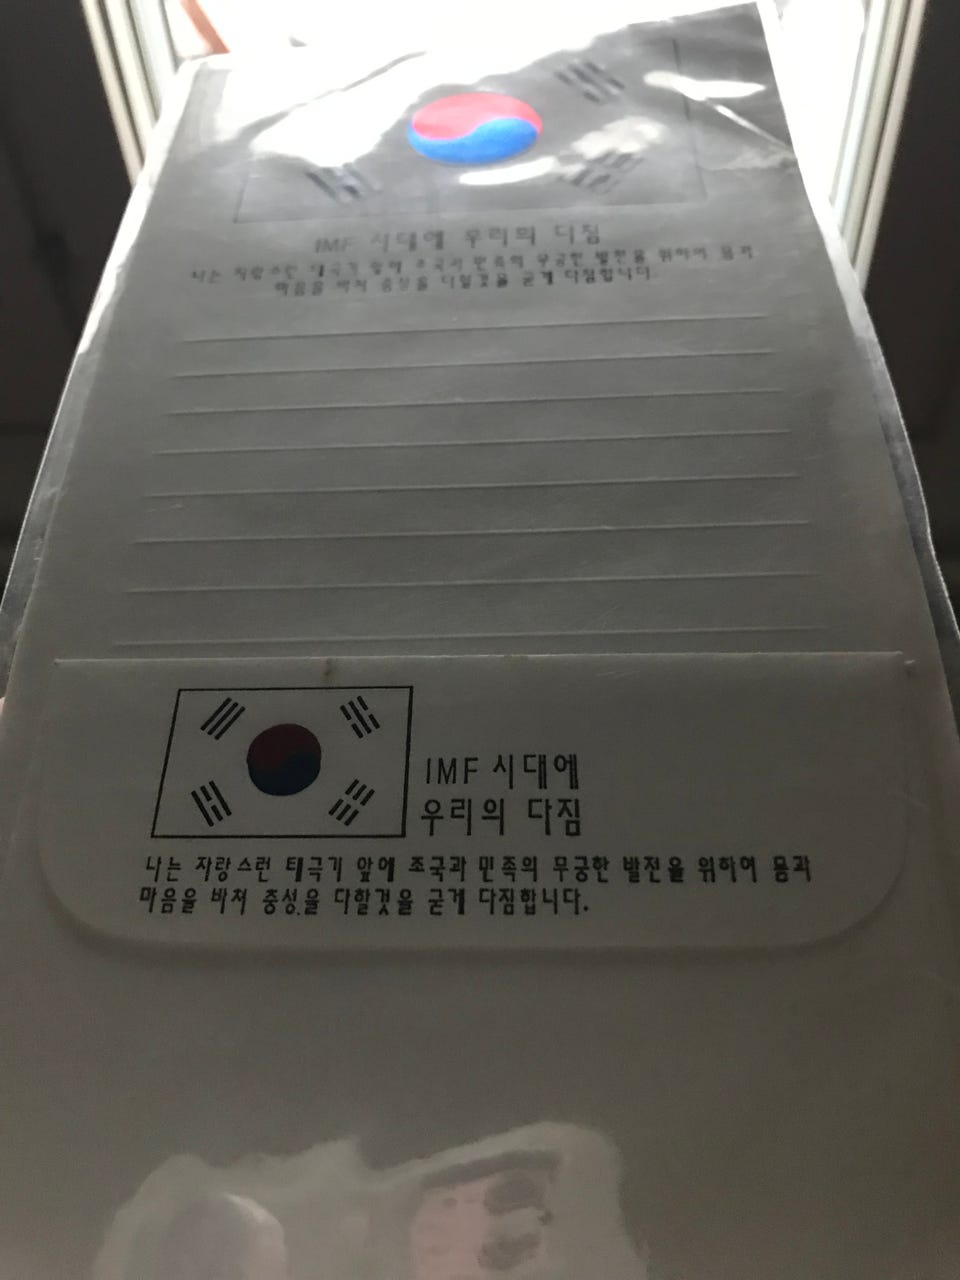 IMF 시대에 우리의 다짐
나는 자랑스런 태극기 앞에 조국과 민족의 무궁한 발전을 위하여 몸과
마음을 바쳐 충성을 다할것을 굳게 다짐합니다.
IMF 시대에
우리의 다짐
나는 자랑스런 태극기 앞에 조국과 민족의 무궁한 발전을 위하여 몸과
마음을 바쳐 충성을 다할것을 굳게 다짐합니다.